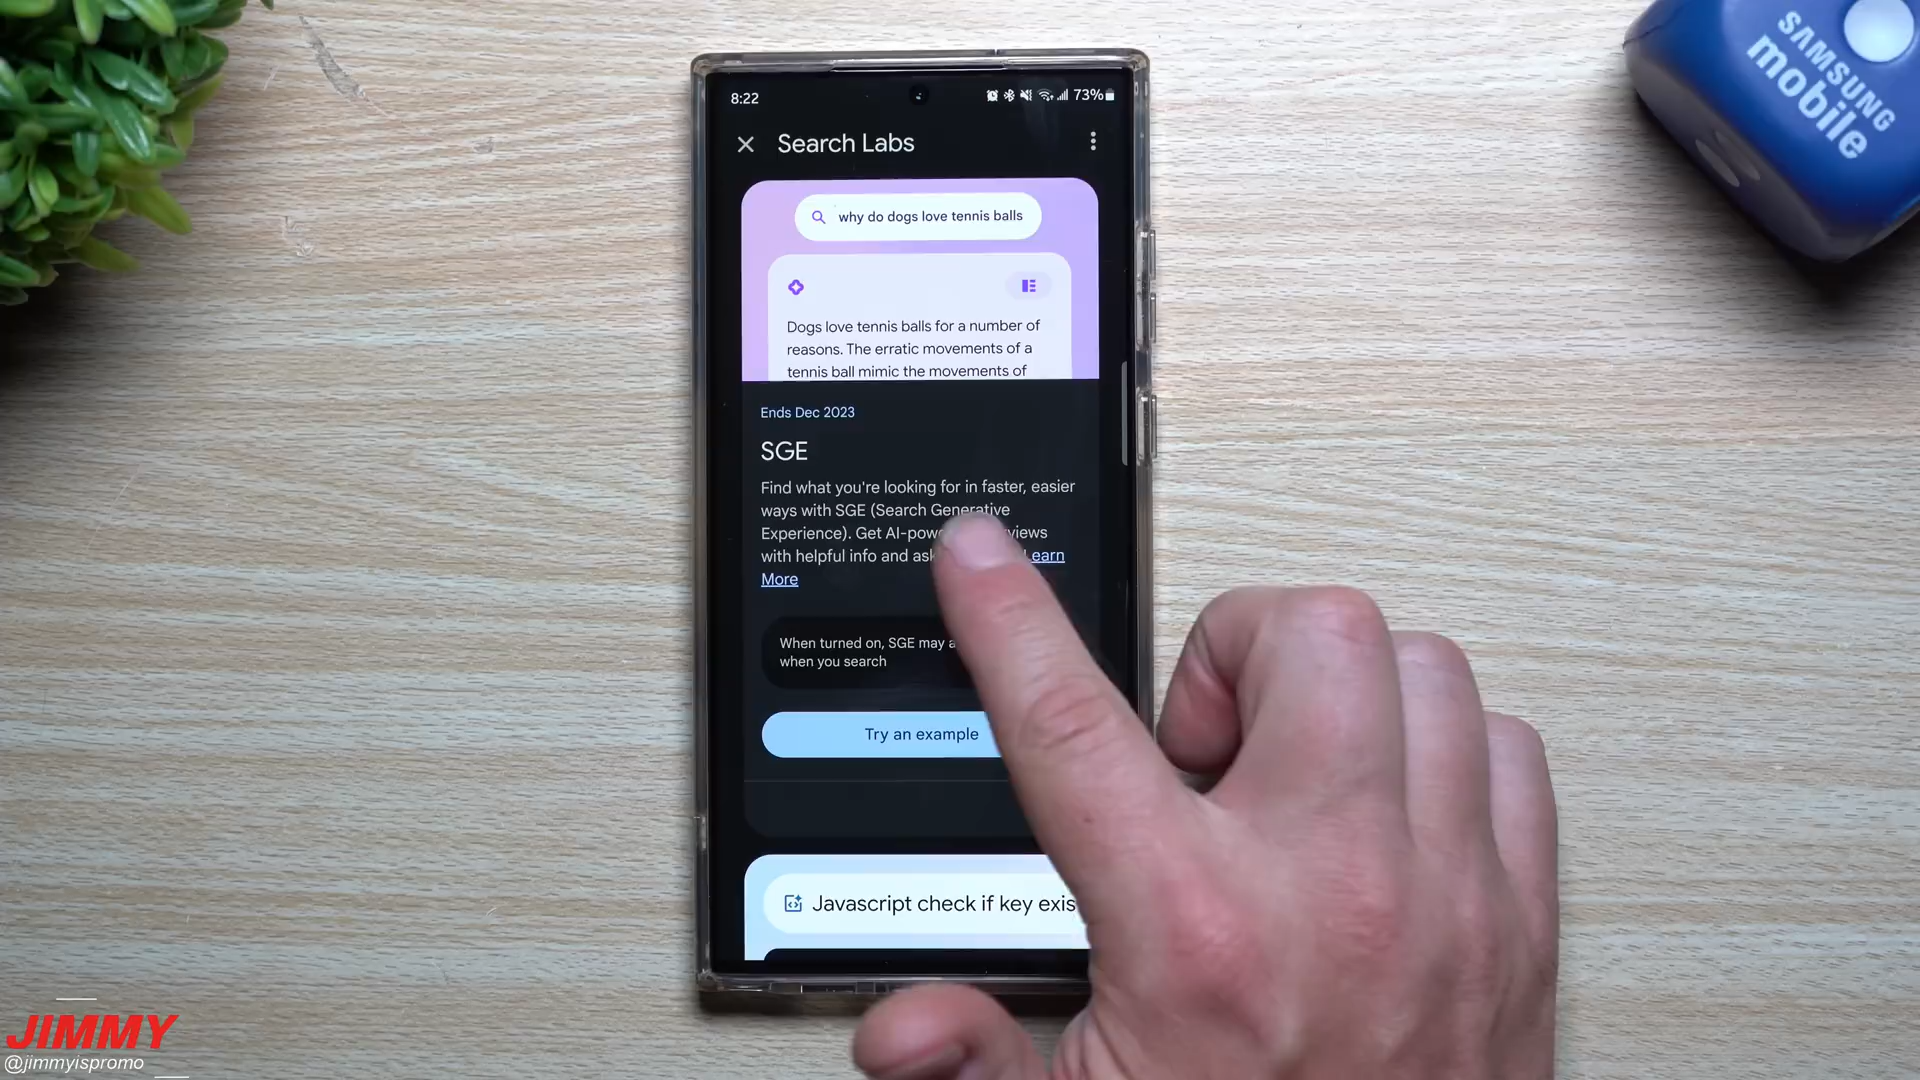 SAMSUNG
mobile
8:22
73%
Search Labs
why do dogs love tennis balls
Dogs love tennis balls for a number of
reasons. The erratic movements of a
tennis ball mimic the movements of
Ends Dec 2023
SGE
Find what you're looking for in faster, easier
ways with SGE (Search Generative
Experience). Get AI-pow views
with helpful info and ask Learn
More
When turned on, SGE may a
when you search
Try an example
Javascript check if key exis
JIMMY
@jimmyispromo